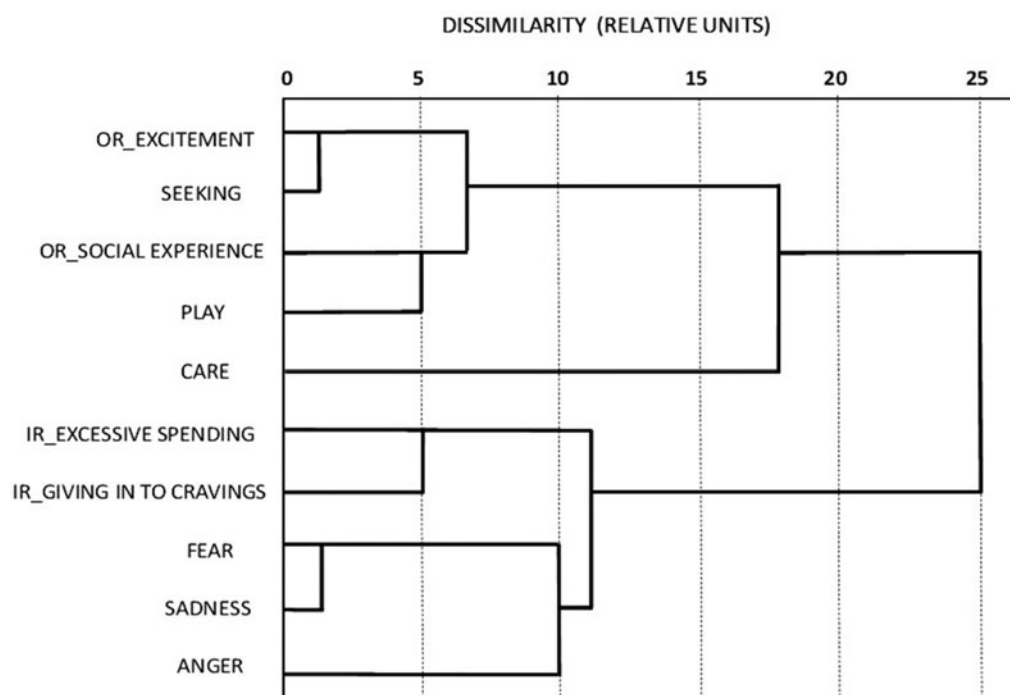 DISSIMILARITY (RELATIVE UNITS)
0 5 10 15 20 25
OR_EXCITEMENT
SEEKING
OR_SOCIAL EXPERIENCE
PLAY
CARE
IR_EXCESSIVE SPENDING
IR_GIVING IN TO CRAVINGS
FEAR
SADNESS
ANGER